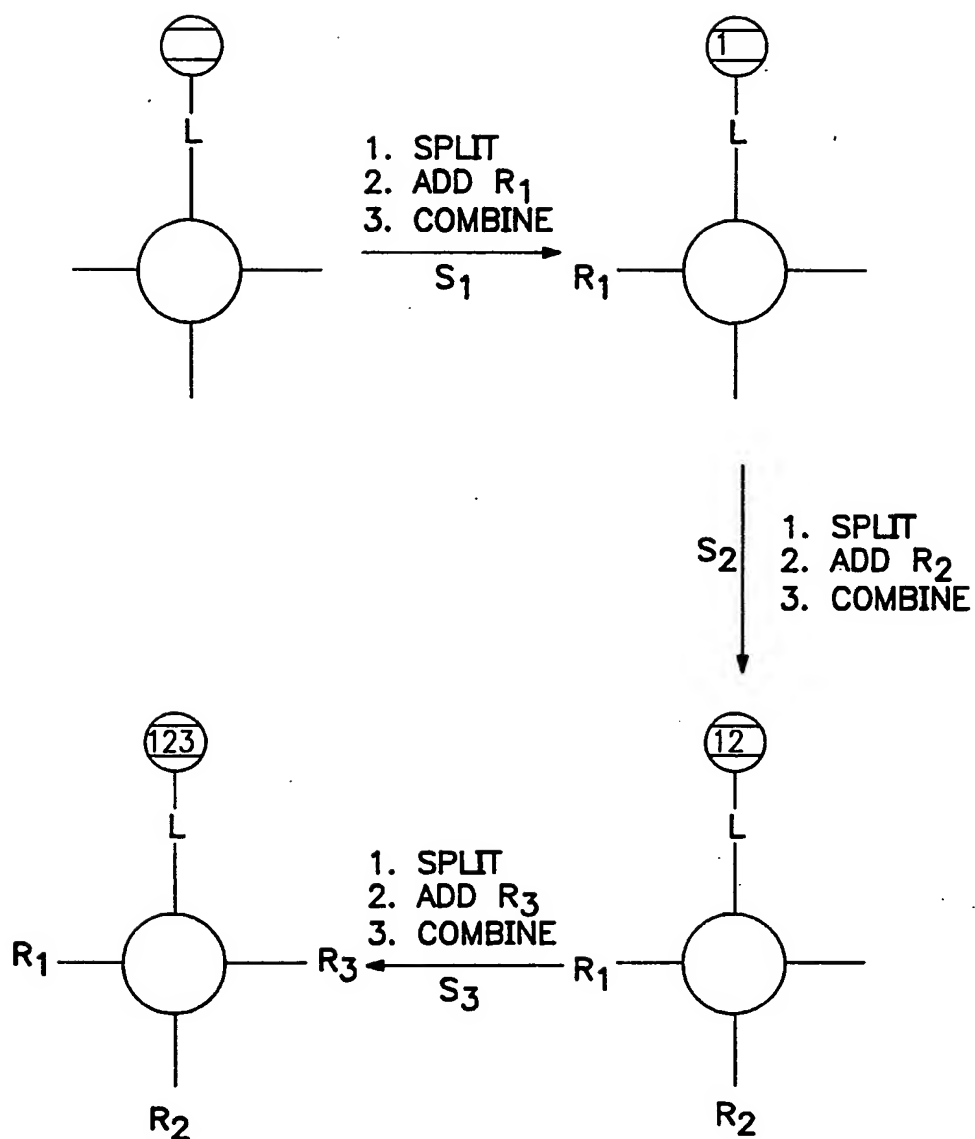 1
L
L
1. SPLIT
2. ADD R₁
3. COMBINE
S₁
R₁
S₂
1. SPLIT
2. ADD R₂
3. COMBINE
123
12
L
L
1. SPLIT
2. ADD R₃
3. COMBINE
R₁
R₃
S₃
R₁
R₂
R₂